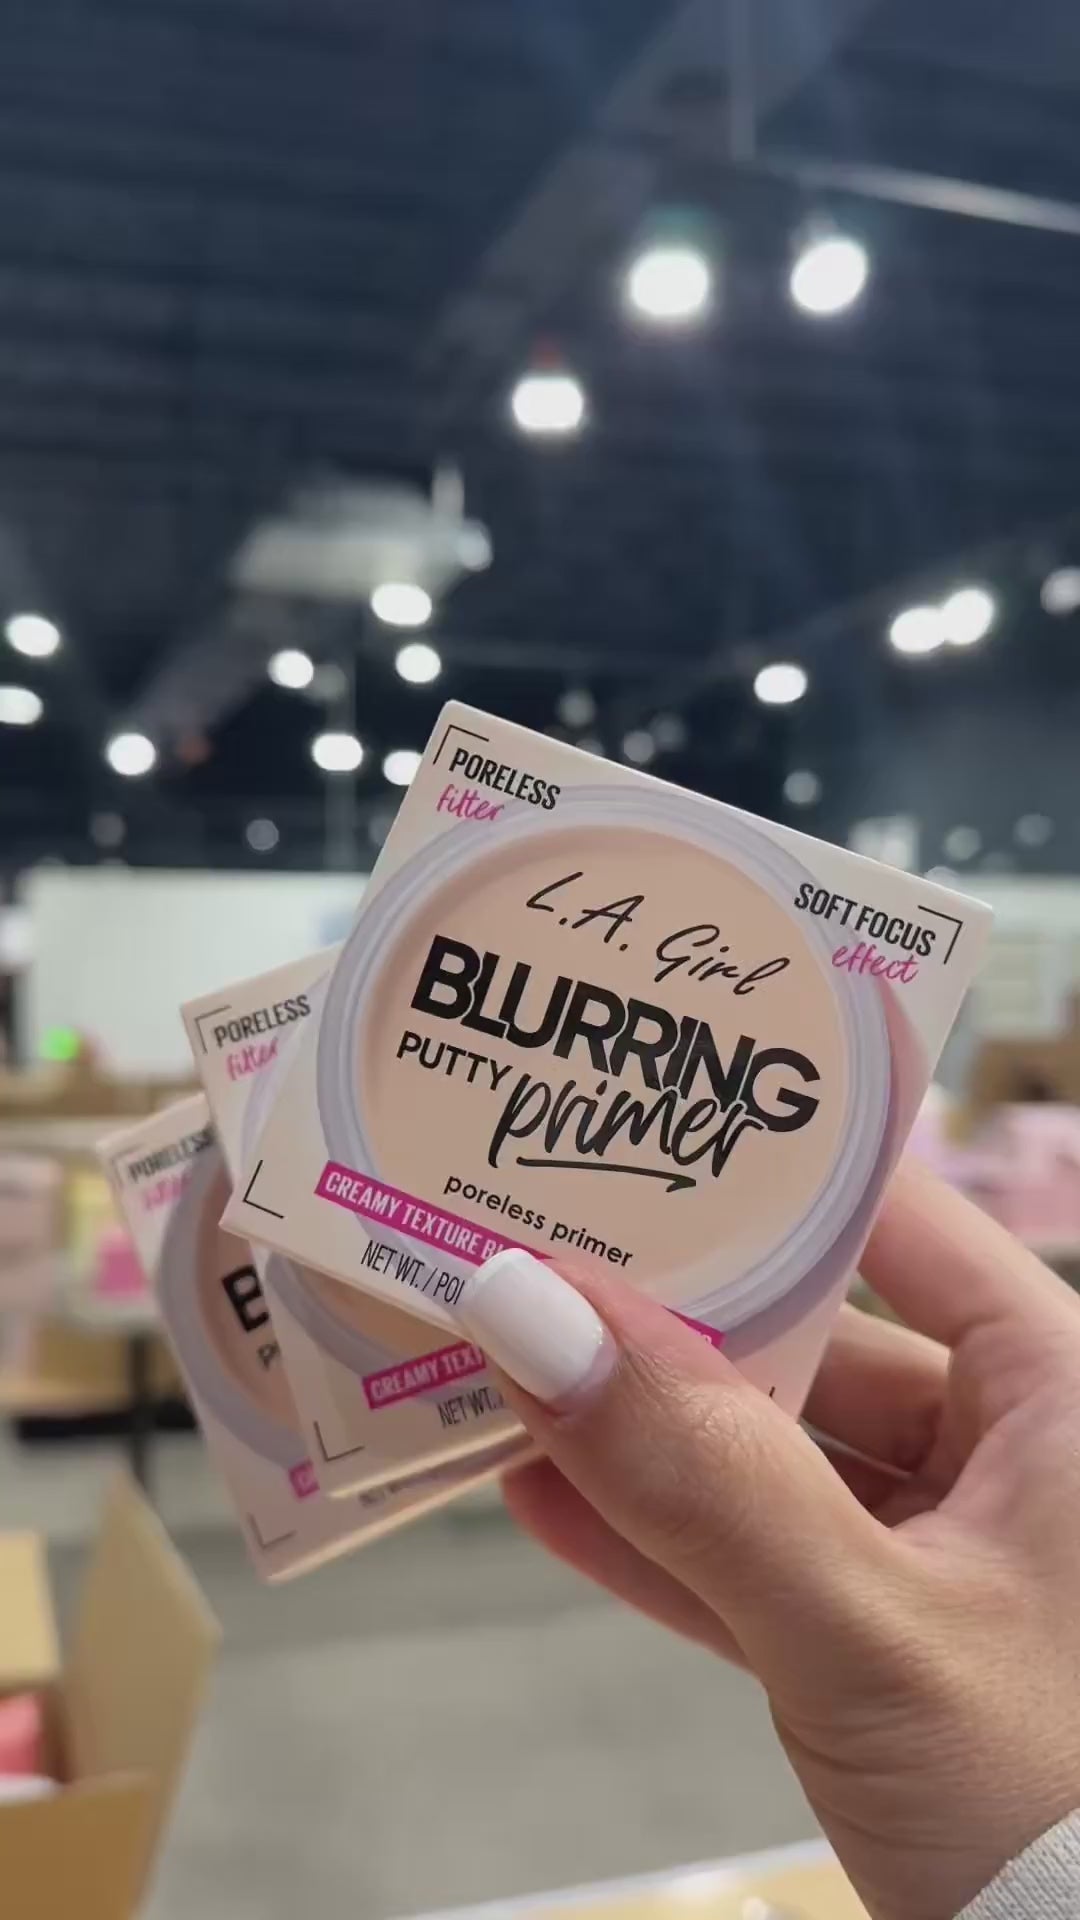 PORELESS
filter
SOFT FOCUS
effect
L.A. Girl
BLURRING
PUTTY primer
poreless primer
CREAMY TEXTURE
NET WT. /
PORELESS
filter
CREAMY
NET WT.
PORELESS
filter